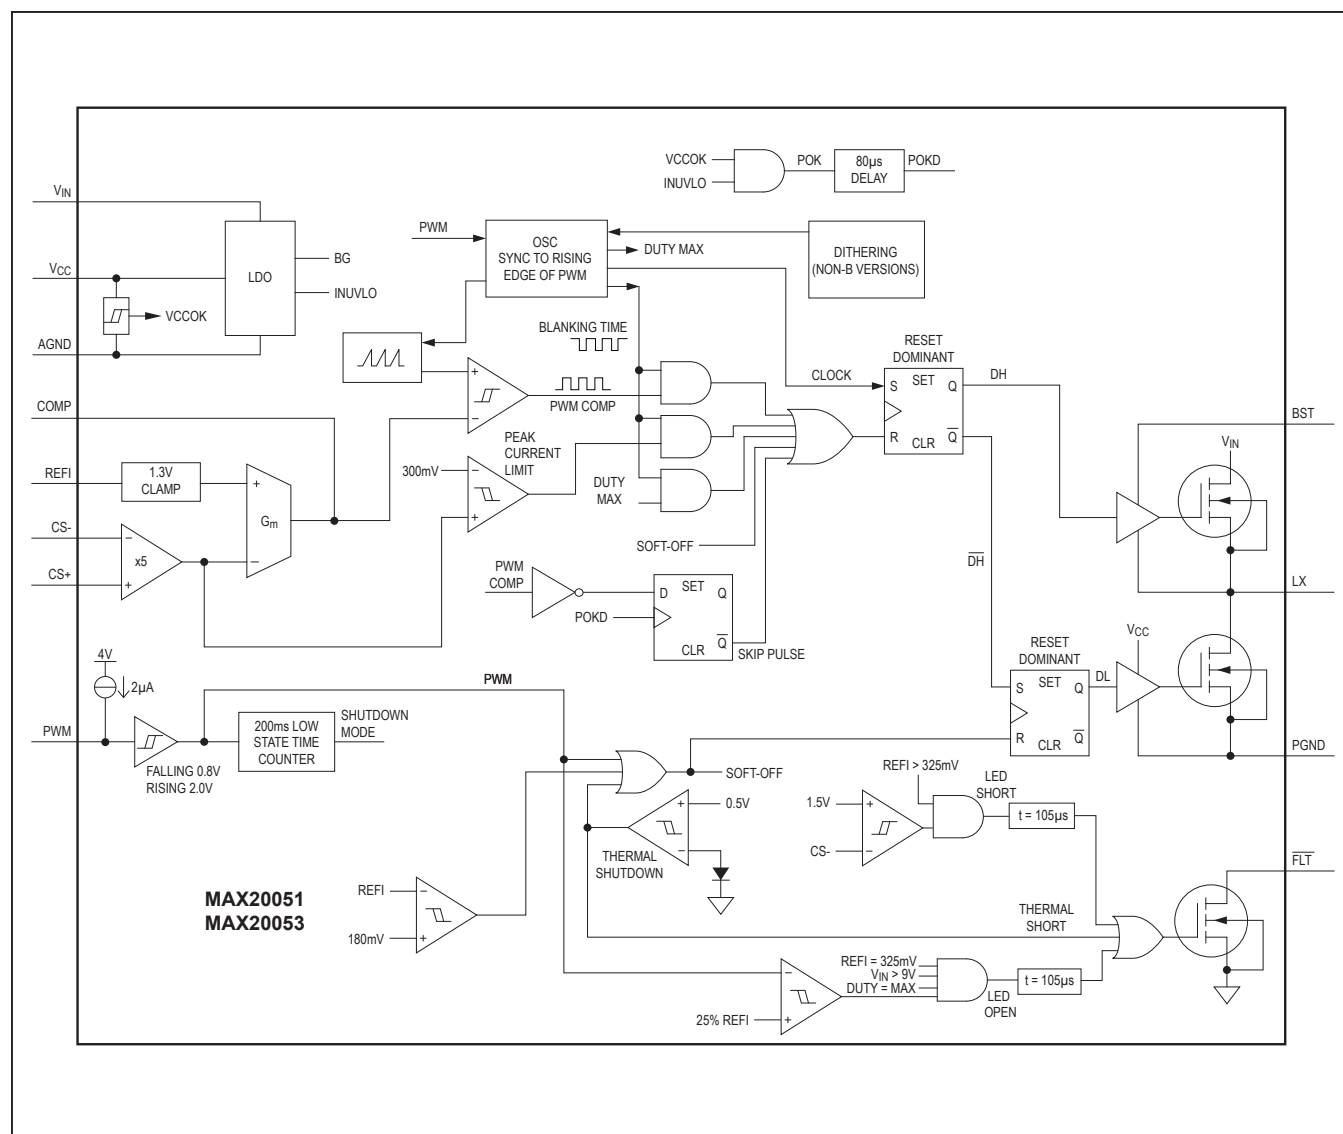 VCCOK
INUVLO
POK
80µs
DELAY
POKD
VIN
VCC
AGND
LDO
BG
INUVLO
VCCOK
PWM
OSC
SYNC TO RISING
EDGE OF PWM
DUTY MAX
DITHERING
(NON-B VERSIONS)
BLANKING TIME
+
−
PWM COMP
COMP
REFI
1.3V
CLAMP
+
Gm
−
CS-
CS+
−
x5
+
300mV
−
+
PEAK
CURRENT
LIMIT
DUTY
MAX
SOFT-OFF
CLOCK
RESET
DOMINANT
S
SET
Q
R
CLR
Q
DH
DH
BST
VIN
LX
PWM
COMP
POKD
D
SET
Q
CLR
Q
SKIP PULSE
RESET
DOMINANT
S
SET
Q
R
CLR
Q
DL
VCC
PGND
4V
2µA
PWM
FALLING 0.8V
RISING 2.0V
200ms LOW
STATE TIME
COUNTER
SHUTDOWN
MODE
PWM
SOFT-OFF
+
−
0.5V
THERMAL
SHUTDOWN
REFI
−
180mV
+
MAX20051
MAX20053
REFI > 325mV
LED
SHORT
1.5V
+
CS-
−
t = 105µs
THERMAL
SHORT
FLT
REFI = 325mV
VIN > 9V
DUTY = MAX
−
25% REFI
+
LED
OPEN
t = 105µs